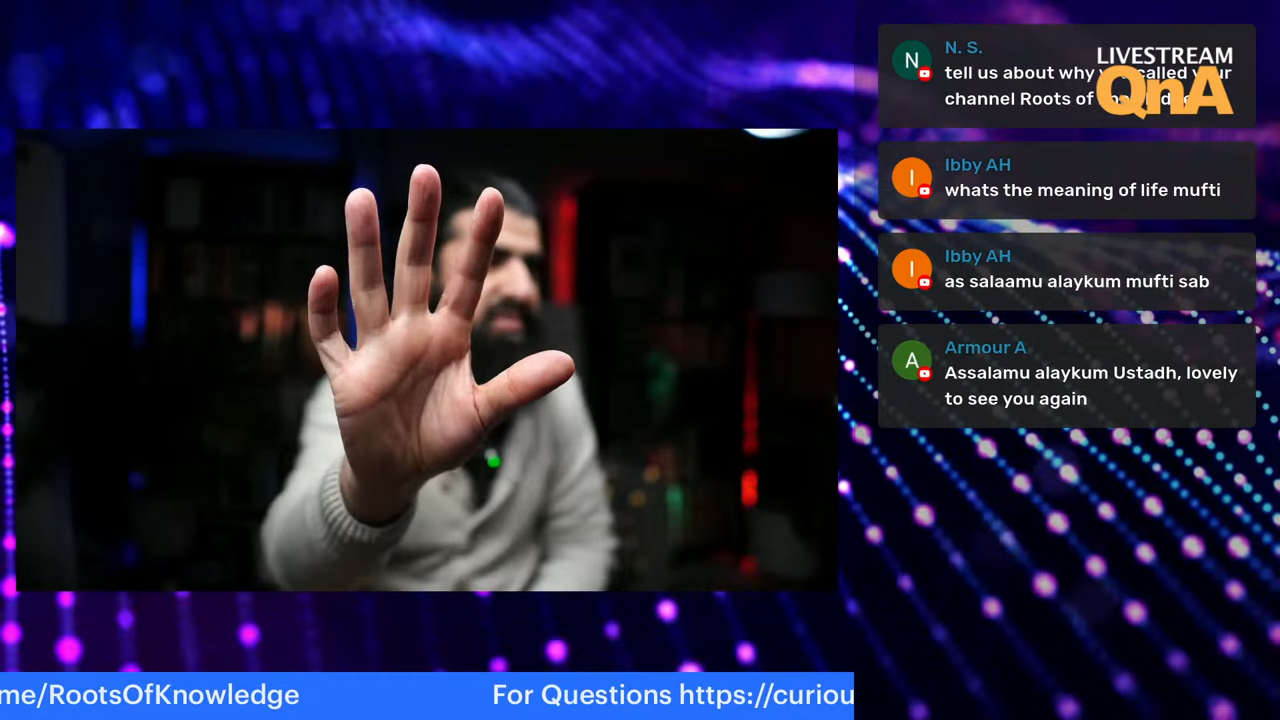 N. S.
tell us about why called
channel Roots of
LIVESTREAM
QnA
Ibby AH
whats the meaning of life mufti
Ibby AH
as salaamu alaykum mufti sab
Armour A
Assalamu alaykum Ustadh, lovely
to see you again
me/RootsOfKnowledge For Questions https://curiou